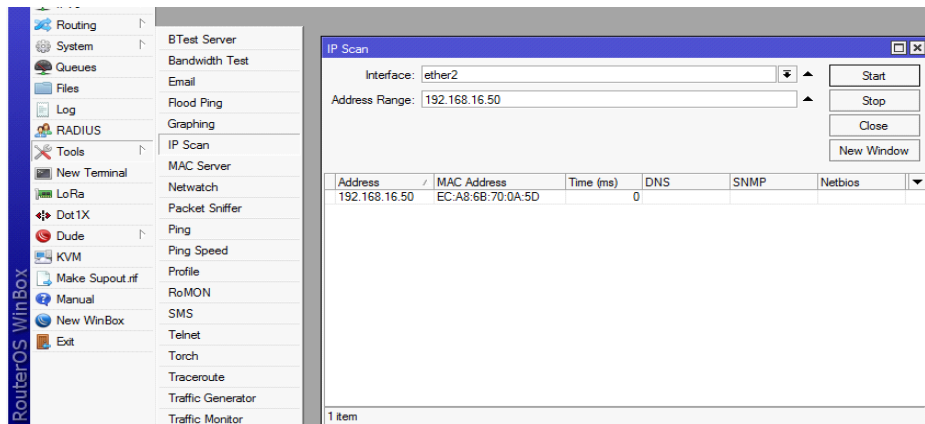 Routing
System
Queues
Files
Log
RADIUS
Tools
New Terminal
LoRa
Dot1X
Dude
KVM
Make Supout.rif
Manual
New WinBox
Exit
RouterOS WinBox
BTest Server
Bandwidth Test
Email
Flood Ping
Graphing
IP Scan
MAC Server
Netwatch
Packet Sniffer
Ping
Ping Speed
Profile
RoMON
SMS
Telnet
Torch
Traceroute
Traffic Generator
Traffic Monitor
IP Scan
Interface: ether2
Address Range: 192.168.16.50
Start
Stop
Close
New Window
Address MAC Address Time (ms) DNS SNMP Netbios
192.168.16.50 EC:A8:6B:70:0A:5D 0
1 item